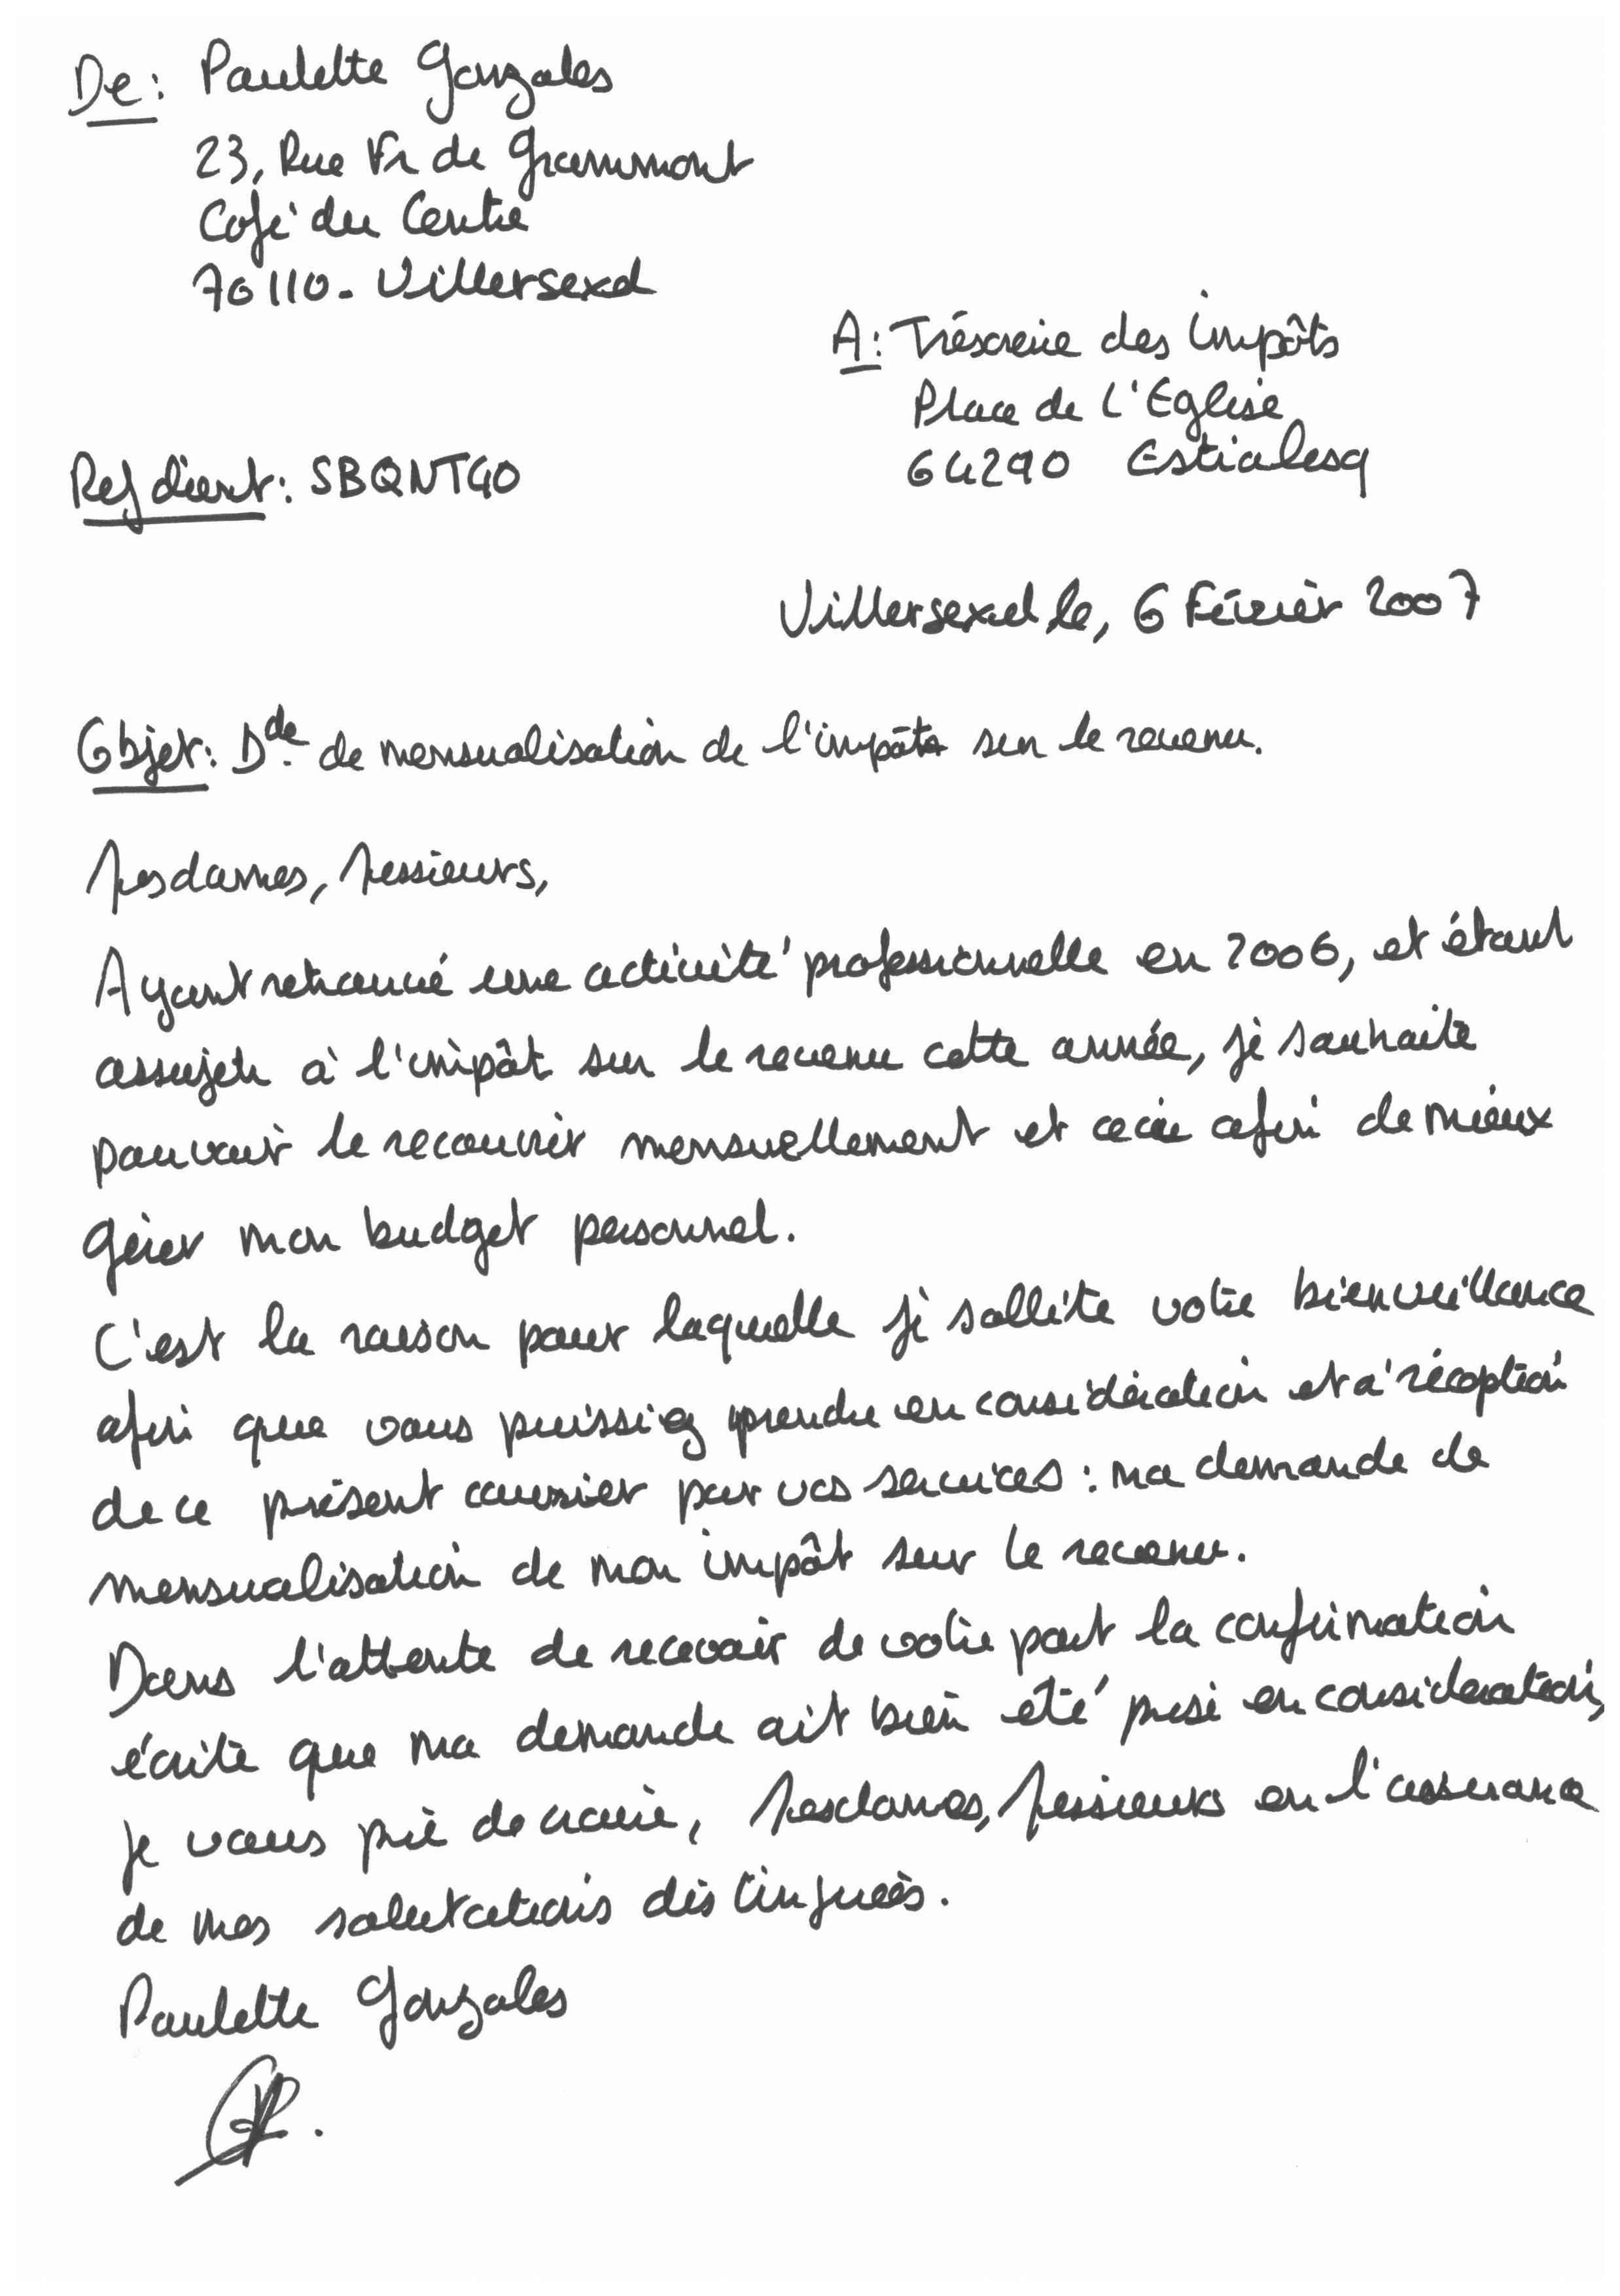 De: Paulette Gonzales
23, Rue Fr de Grammont
Café du Centre
70110 - Villersexel
A: Trésorerie des impôts
Place de L'Eglise
64290 Estialesq
Ref client: SBQNT40
Villersexel le, 6 Février 2007
Objet: Dde de mensualisation de l'impôts sur le revenu.
Mesdames, Messieurs,
Ayant retrouvé une activité professionnelle en 2006, et étant
assujeti à l'impôt sur le revenu cette année, je souhaite
pouvoir le recouvrir mensuellement et ceci afin de mieux
gérer mon budget personnel.
C'est la raison pour laquelle je sollite votre bienveillance
afin que vous puissiez prendre en considération et à réception
de ce présent courrier par vos services : ma demande de
mensualisation de mon impôt sur le revenu.
Dans l'attente de recevoir de votre part la confirmation
écrite que ma demande ait bien été prise en considération,
je vous prie de croire, Mesdames, Messieurs en l'assurance
de mes salutations distinguées.
Paulette Gonzales